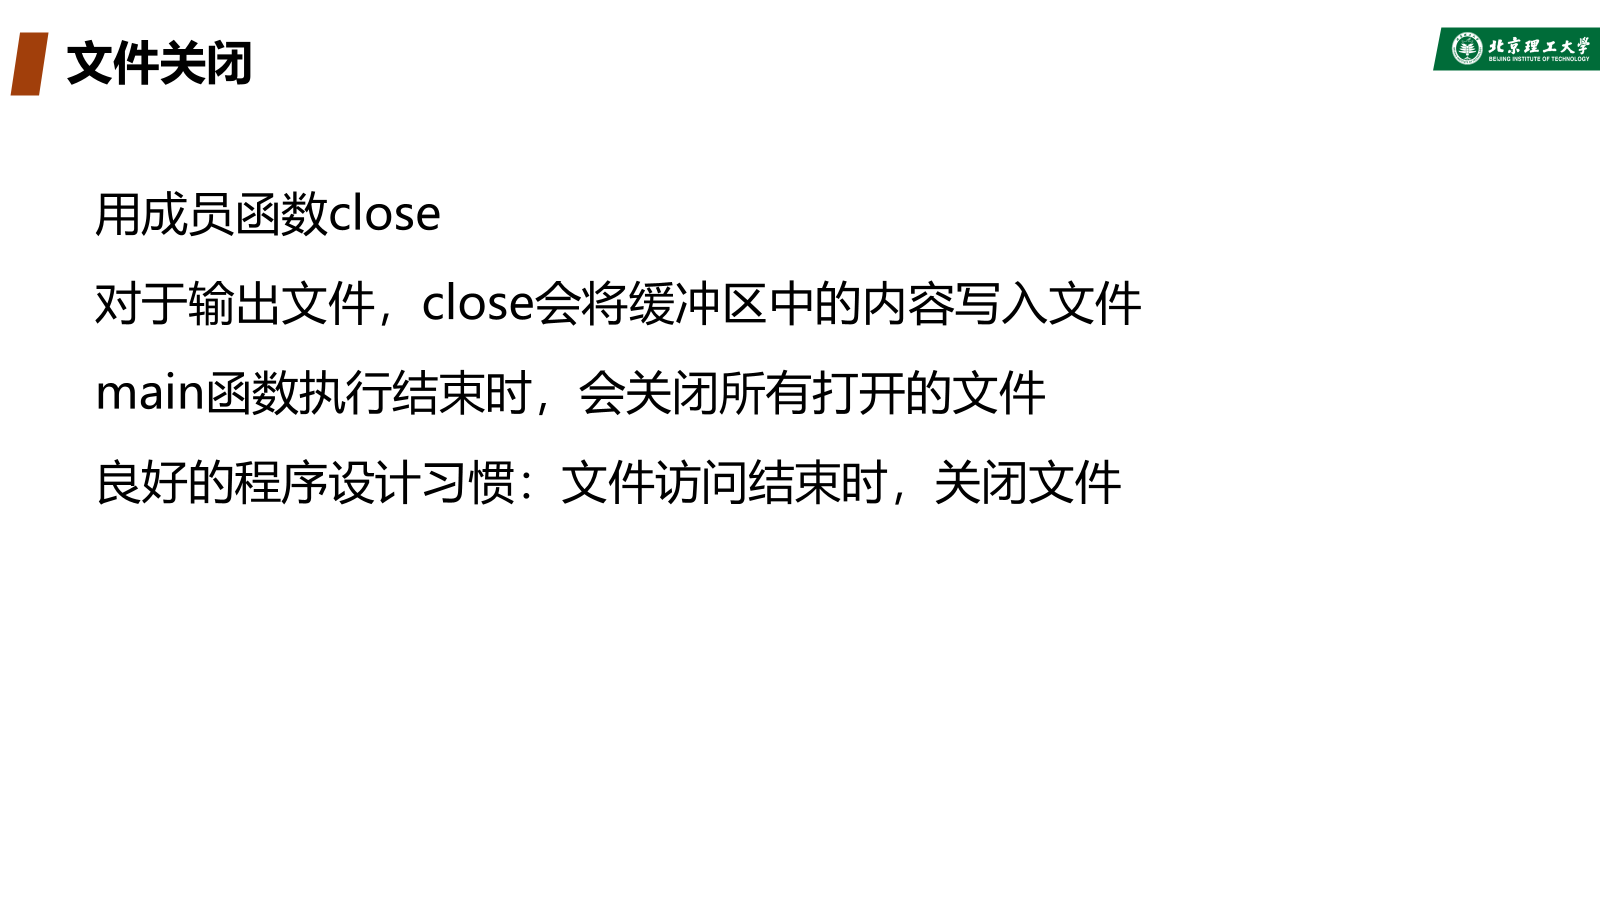 文件关闭
北京理工大学
BEIJING INSTITUTE OF TECHNOLOGY
用成员函数close
对于输出文件，close会将缓冲区中的内容写入文件
main函数执行结束时，会关闭所有打开的文件
良好的程序设计习惯：文件访问结束时，关闭文件